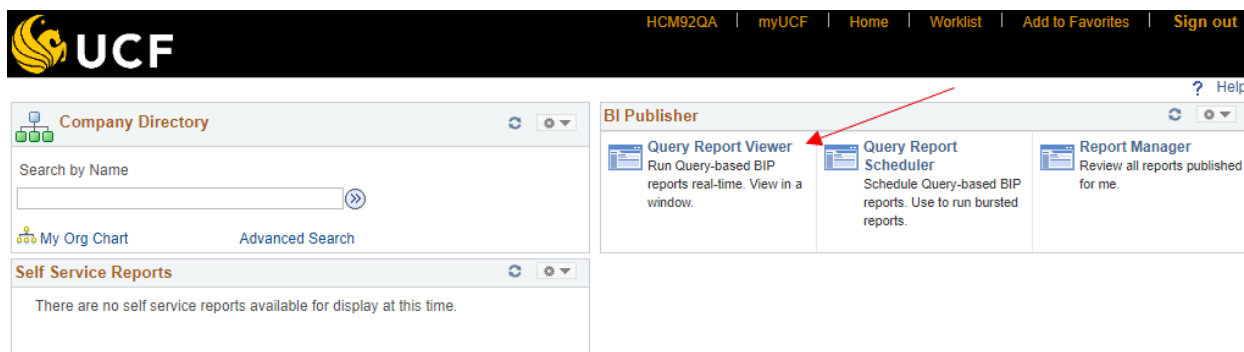 HCM92QA | myUCF | Home | Worklist | Add to Favorites | Sign out
UCF
? Help
Company Directory
Search by Name
My Org Chart
Advanced Search
Self Service Reports
There are no self service reports available for display at this time.
BI Publisher
Query Report Viewer
Run Query-based BIP
reports real-time. View in a
window.
Query Report
Scheduler
Schedule Query-based BIP
reports. Use to run bursted
reports.
Report Manager
Review all reports published
for me.